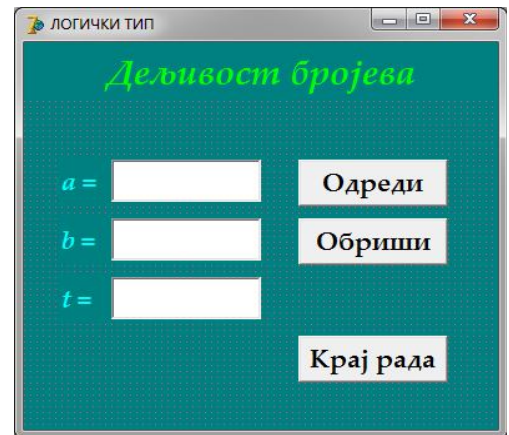 ЛОГИЧКИ ТИП
Дељивост бројева
a =
Одреди
b =
Обриши
t =
Крај рада